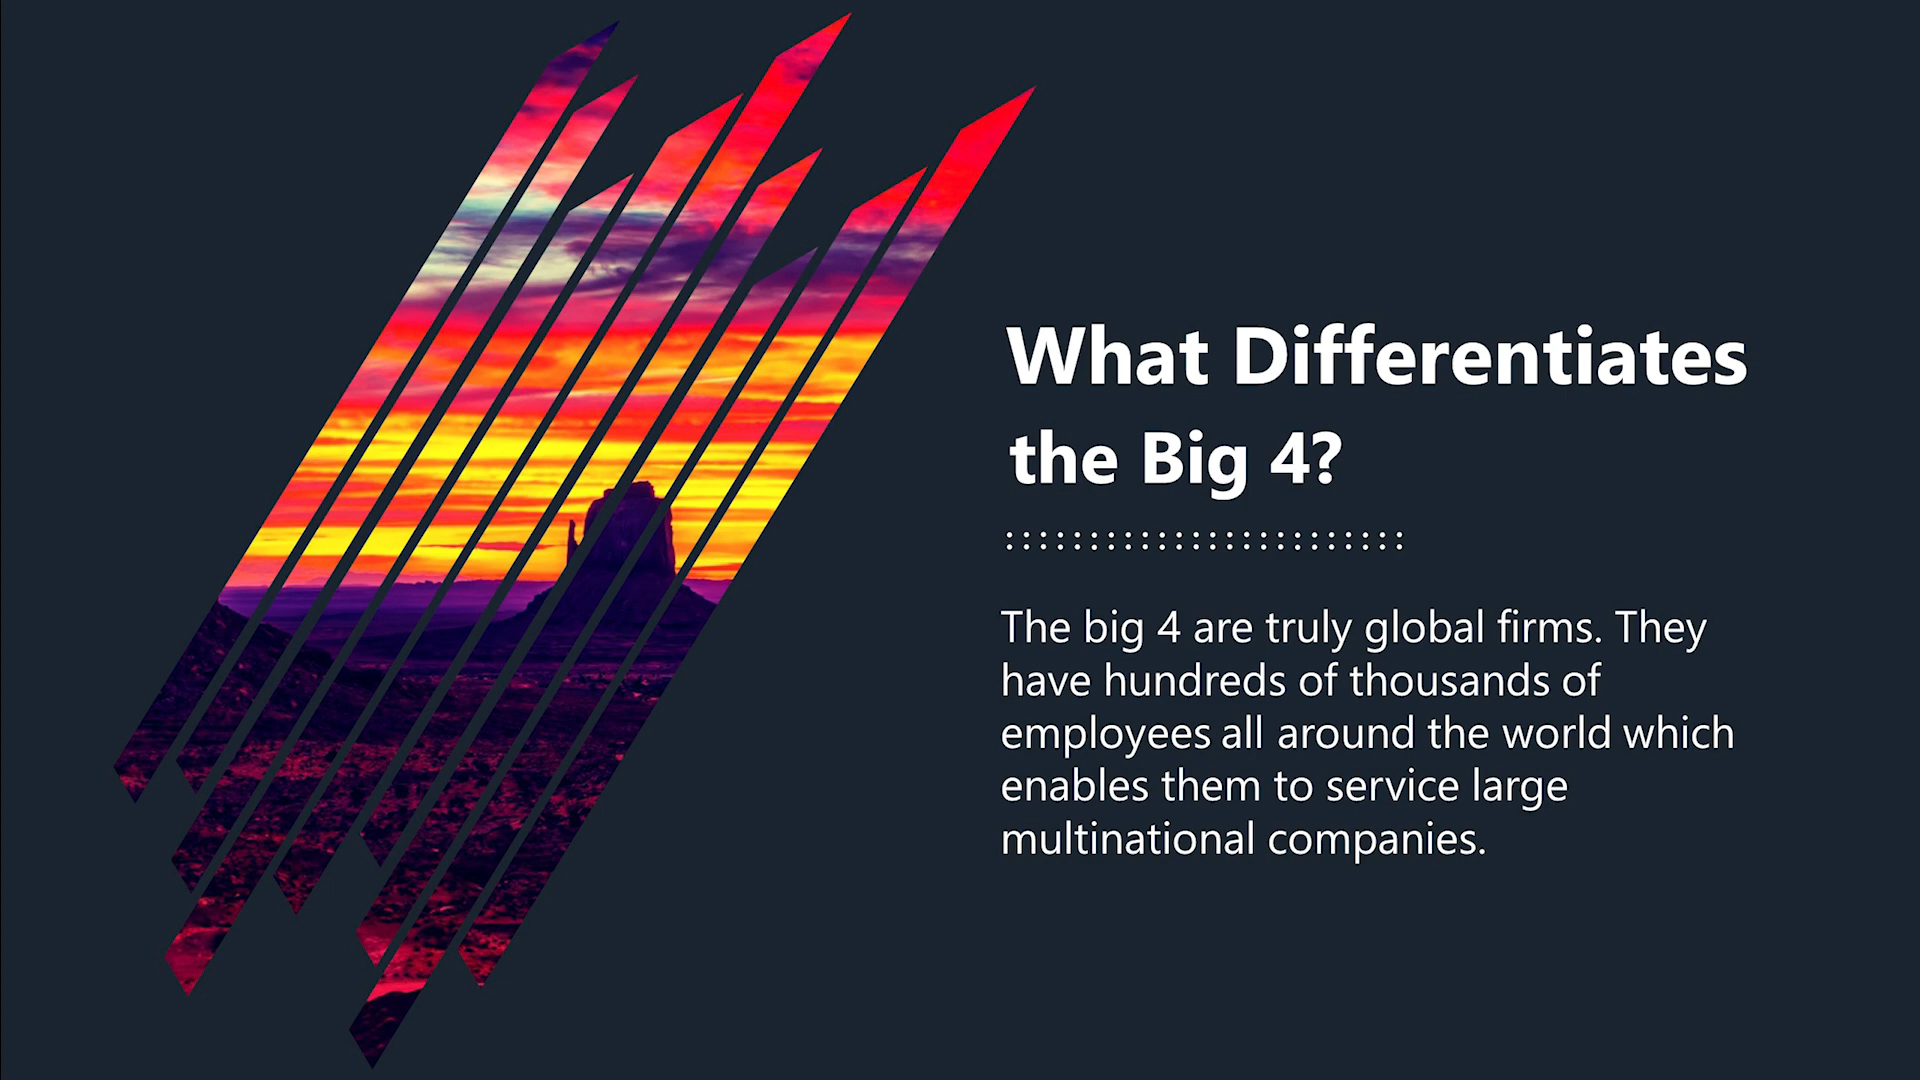 What Differentiates
the Big 4?
The big 4 are truly global firms. They
have hundreds of thousands of
employees all around the world which
enables them to service large
multinational companies.